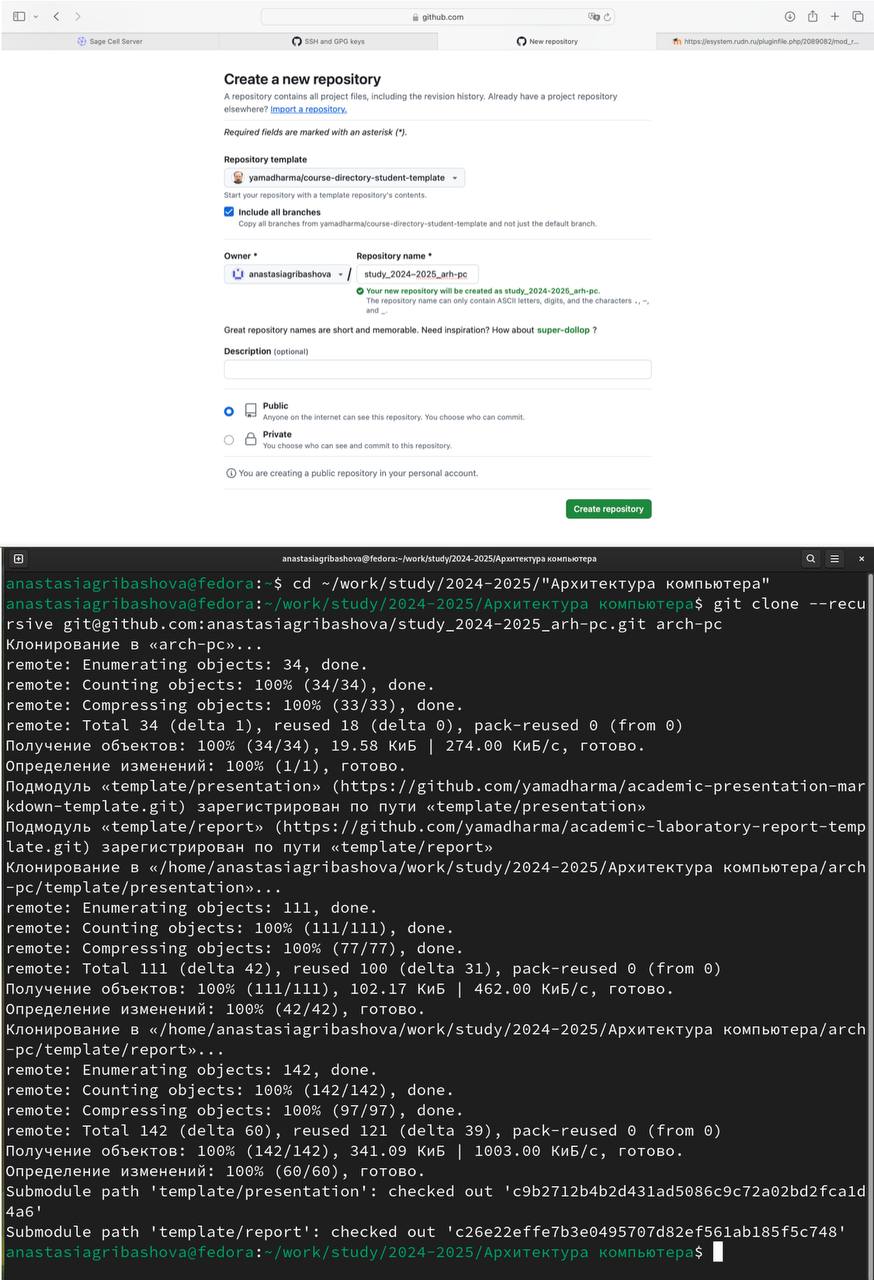 github.com
Sage Cell Server
SSH and GPG keys
New repository
https://esystem.rudn.ru/pluginfile.php/2089082/mod_r...
Create a new repository
A repository contains all project files, including the revision history. Already have a project repository
elsewhere? Import a repository.
Required fields are marked with an asterisk (*).
Repository template
yamadharma/course-directory-student-template
Start your repository with a template repository's contents.
Include all branches
Copy all branches from yamadharma/course-directory-student-template and not just the default branch.
Owner * Repository name *
anastasiagribashova / study_2024–2025_arh-pc
Your new repository will be created as study_2024-2025_arh-pc.
The repository name can only contain ASCII letters, digits, and the characters ., -,
and _.
Great repository names are short and memorable. Need inspiration? How about super-dollop ?
Description (optional)
Public
Anyone on the internet can see this repository. You choose who can commit.
Private
You choose who can see and commit to this repository.
You are creating a public repository in your personal account.
Create repository
anastasiagribashova@fedora:~/work/study/2024-2025/Архитектура компьютера
anastasiagribashova@fedora:~$ cd ~/work/study/2024-2025/"Архитектура компьютера"
anastasiagribashova@fedora:~/work/study/2024-2025/Архитектура компьютера$ git clone --recu
rsive git@github.com:anastasiagribashova/study_2024-2025_arh-pc.git arch-pc
Клонирование в «arch-pc»...
remote: Enumerating objects: 34, done.
remote: Counting objects: 100% (34/34), done.
remote: Compressing objects: 100% (33/33), done.
remote: Total 34 (delta 1), reused 18 (delta 0), pack-reused 0 (from 0)
Получение объектов: 100% (34/34), 19.58 КиБ | 274.00 КиБ/с, готово.
Определение изменений: 100% (1/1), готово.
Подмодуль «template/presentation» (https://github.com/yamadharma/academic-presentation-mar
kdown-template.git) зарегистрирован по пути «template/presentation»
Подмодуль «template/report» (https://github.com/yamadharma/academic-laboratory-report-temp
late.git) зарегистрирован по пути «template/report»
Клонирование в «/home/anastasiagribashova/work/study/2024-2025/Архитектура компьютера/arch
-pc/template/presentation»...
remote: Enumerating objects: 111, done.
remote: Counting objects: 100% (111/111), done.
remote: Compressing objects: 100% (77/77), done.
remote: Total 111 (delta 42), reused 100 (delta 31), pack-reused 0 (from 0)
Получение объектов: 100% (111/111), 102.17 КиБ | 462.00 КиБ/с, готово.
Определение изменений: 100% (42/42), готово.
Клонирование в «/home/anastasiagribashova/work/study/2024-2025/Архитектура компьютера/arch
-pc/template/report»...
remote: Enumerating objects: 142, done.
remote: Counting objects: 100% (142/142), done.
remote: Compressing objects: 100% (97/97), done.
remote: Total 142 (delta 60), reused 121 (delta 39), pack-reused 0 (from 0)
Получение объектов: 100% (142/142), 341.09 КиБ | 1003.00 КиБ/с, готово.
Определение изменений: 100% (60/60), готово.
Submodule path 'template/presentation': checked out 'c9b2712b4b2d431ad5086c9c72a02bd2fca1d
4a6'
Submodule path 'template/report': checked out 'c26e22effe7b3e0495707d82ef561ab185f5c748'
anastasiagribashova@fedora:~/work/study/2024-2025/Архитектура компьютера$